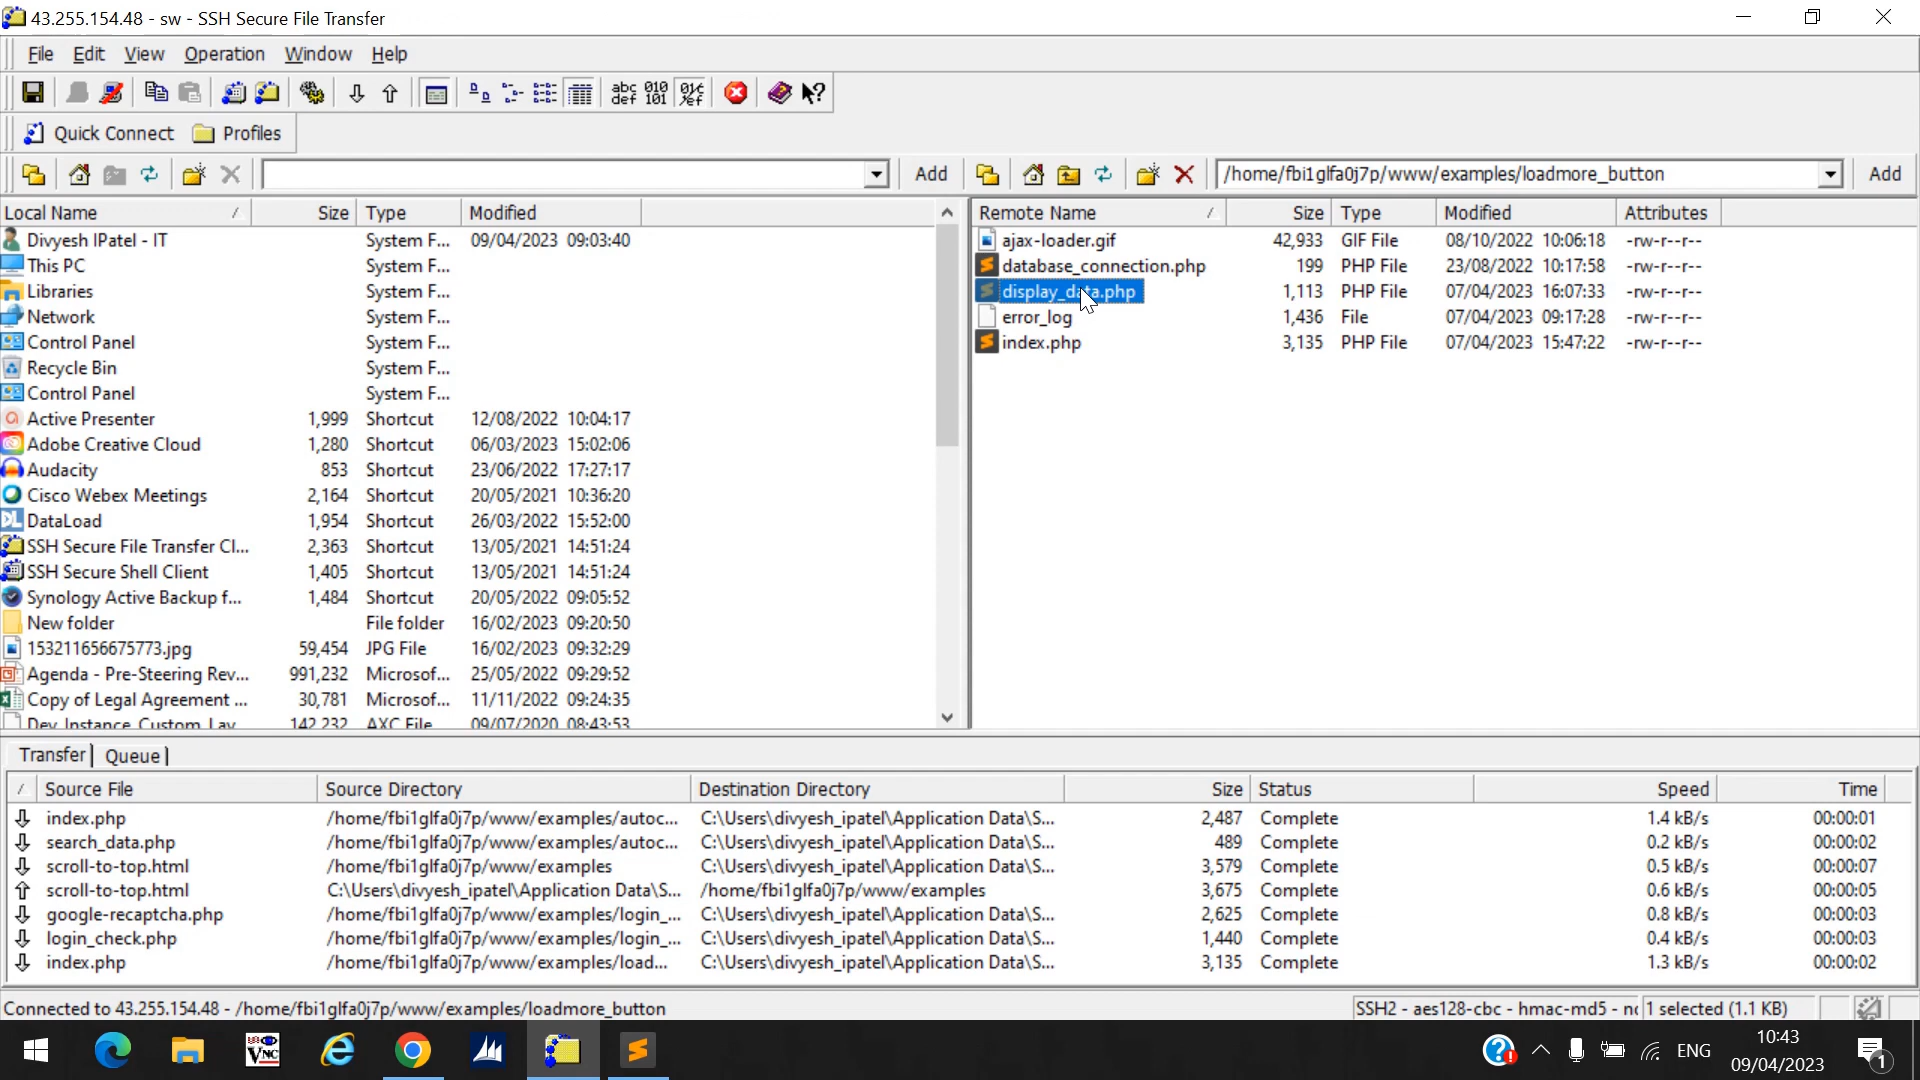 43.255.154.48 - sw - SSH Secure File Transfer
File Edit View Operation Window Help
abc def 010 101
Quick Connect Profiles
Add /home/fbi1glfa0j7p/www/examples/loadmore_button Add
Local Name / Size Type Modified
Divyesh IPatel - IT System F... 09/04/2023 09:03:40
This PC System F...
Libraries System F...
Network System F...
Control Panel System F...
Recycle Bin System F...
Control Panel System F...
Active Presenter 1,999 Shortcut 12/08/2022 10:04:17
Adobe Creative Cloud 1,280 Shortcut 06/03/2023 15:02:06
Audacity 853 Shortcut 23/06/2022 17:27:17
Cisco Webex Meetings 2,164 Shortcut 20/05/2021 10:36:20
DL DataLoad 1,954 Shortcut 26/03/2022 15:52:00
SSH Secure File Transfer Cl... 2,363 Shortcut 13/05/2021 14:51:24
SSH Secure Shell Client 1,405 Shortcut 13/05/2021 14:51:24
Synology Active Backup f... 1,484 Shortcut 20/05/2022 09:05:52
New folder File folder 16/02/2023 09:20:50
153211656675773.jpg 59,454 JPG File 16/02/2023 09:32:29
Agenda - Pre-Steering Rev... 991,232 Microsof... 25/05/2022 09:29:52
Copy of Legal Agreement ... 30,781 Microsof... 11/11/2022 09:24:35
Dev Instance Custom Lay 142,232 AXC File 09/07/2020 08:43:53
Remote Name / Size Type Modified Attributes
ajax-loader.gif 42,933 GIF File 08/10/2022 10:06:18 -rw-r--r--
database_connection.php 199 PHP File 23/08/2022 10:17:58 -rw-r--r--
display_data.php 1,113 PHP File 07/04/2023 16:07:33 -rw-r--r--
error_log 1,436 File 07/04/2023 09:17:28 -rw-r--r--
index.php 3,135 PHP File 07/04/2023 15:47:22 -rw-r--r--
Transfer Queue
/ Source File Source Directory Destination Directory Size Status Speed Time
index.php /home/fbi1glfa0j7p/www/examples/autoc... C:\Users\divyesh_ipatel\Application Data\S... 2,487 Complete 1.4 kB/s 00:00:01
search_data.php /home/fbi1glfa0j7p/www/examples/autoc... C:\Users\divyesh_ipatel\Application Data\S... 489 Complete 0.2 kB/s 00:00:02
scroll-to-top.html /home/fbi1glfa0j7p/www/examples C:\Users\divyesh_ipatel\Application Data\S... 3,579 Complete 0.5 kB/s 00:00:07
scroll-to-top.html C:\Users\divyesh_ipatel\Application Data\S... /home/fbi1glfa0j7p/www/examples 3,675 Complete 0.6 kB/s 00:00:05
google-recaptcha.php /home/fbi1glfa0j7p/www/examples/login_... C:\Users\divyesh_ipatel\Application Data\S... 2,625 Complete 0.8 kB/s 00:00:03
login_check.php /home/fbi1glfa0j7p/www/examples/login_... C:\Users\divyesh_ipatel\Application Data\S... 1,440 Complete 0.4 kB/s 00:00:03
index.php /home/fbi1glfa0j7p/www/examples/load... C:\Users\divyesh_ipatel\Application Data\S... 3,135 Complete 1.3 kB/s 00:00:02
Connected to 43.255.154.48 - /home/fbi1glfa0j7p/www/examples/loadmore_button SSH2 - aes128-cbc - hmac-md5 - 1 selected (1.1 KB)
VNC ENG 10:43
09/04/2023 1